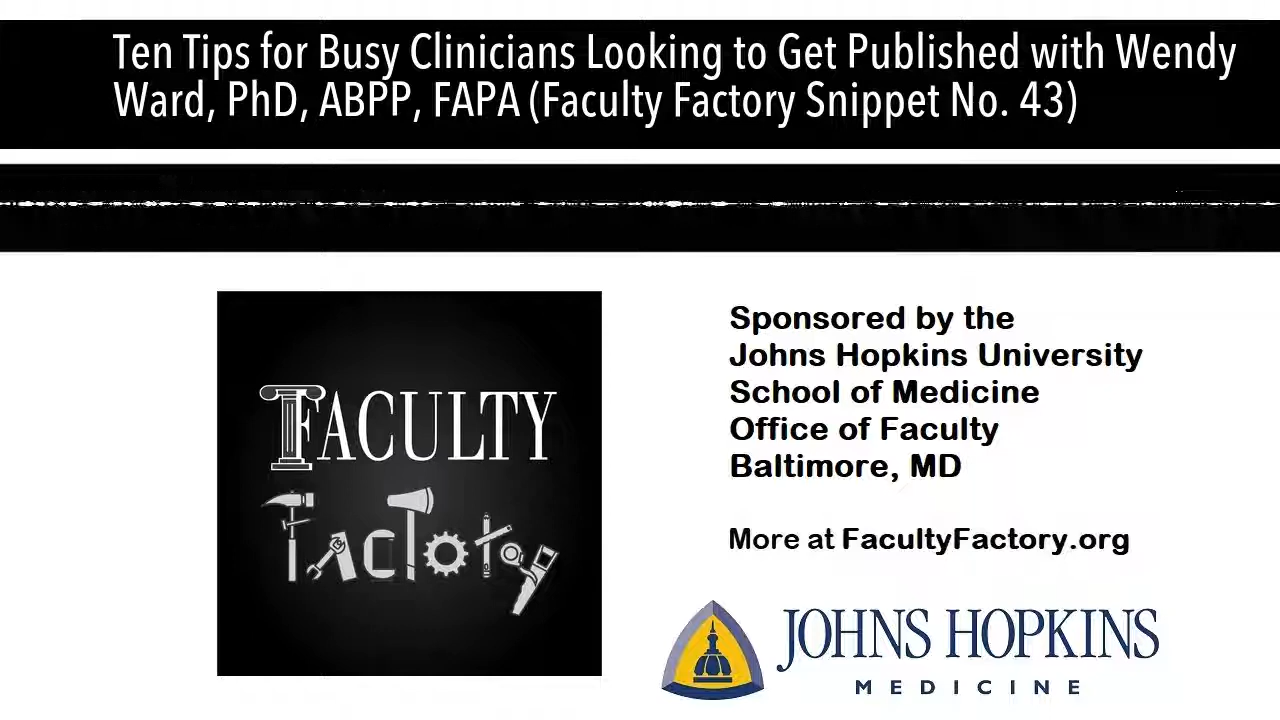 Ten Tips for Busy Clinicians Looking to Get Published with Wendy
Ward, PhD, ABPP, FAPA (Faculty Factory Snippet No. 43)
FACULTY
Factory
Sponsored by the
Johns Hopkins University
School of Medicine
Office of Faculty
Baltimore, MD
More at FacultyFactory.org
JOHNS HOPKINS
MEDICINE